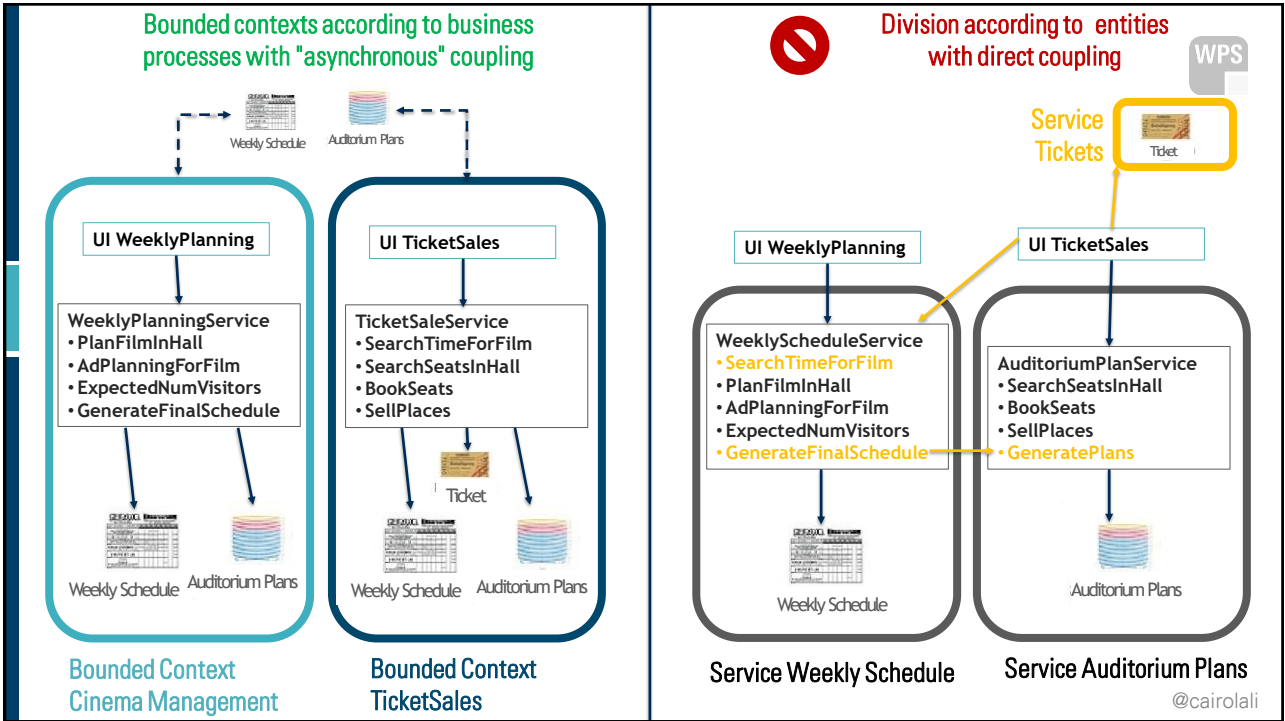 Bounded contexts according to business
processes with "asynchronous" coupling
Weekly Schedule
Auditorium Plans
UI WeeklyPlanning
WeeklyPlanningService
• PlanFilmInHall
• AdPlanningForFilm
• ExpectedNumVisitors
• GenerateFinalSchedule
Weekly Schedule
Auditorium Plans
Bounded Context
Cinema Management
UI TicketSales
TicketSaleService
• SearchTimeForFilm
• SearchSeatsInHall
• BookSeats
• SellPlaces
Ticket
Weekly Schedule
Auditorium Plans
Bounded Context
TicketSales
Division according to entities
with direct coupling
WPS
Service
Tickets
Ticket
UI WeeklyPlanning
WeeklyScheduleService
• SearchTimeForFilm
• PlanFilmInHall
• AdPlanningForFilm
• ExpectedNumVisitors
• GenerateFinalSchedule
Weekly Schedule
Service Weekly Schedule
UI TicketSales
AuditoriumPlanService
• SearchSeatsInHall
• BookSeats
• SellPlaces
• GeneratePlans
Auditorium Plans
Service Auditorium Plans
@cairolali